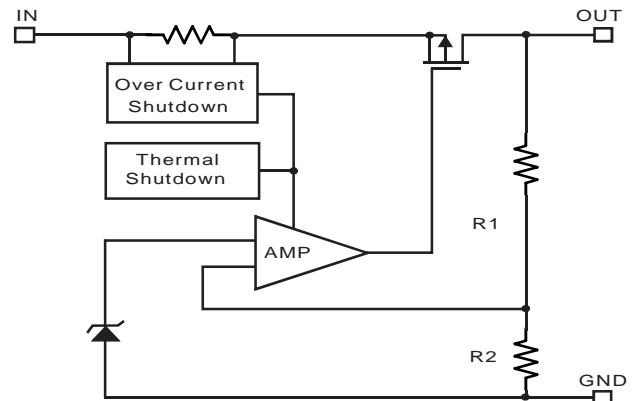 IN
OUT
Over Current
Shutdown
Thermal
Shutdown
AMP
R1
R2
GND